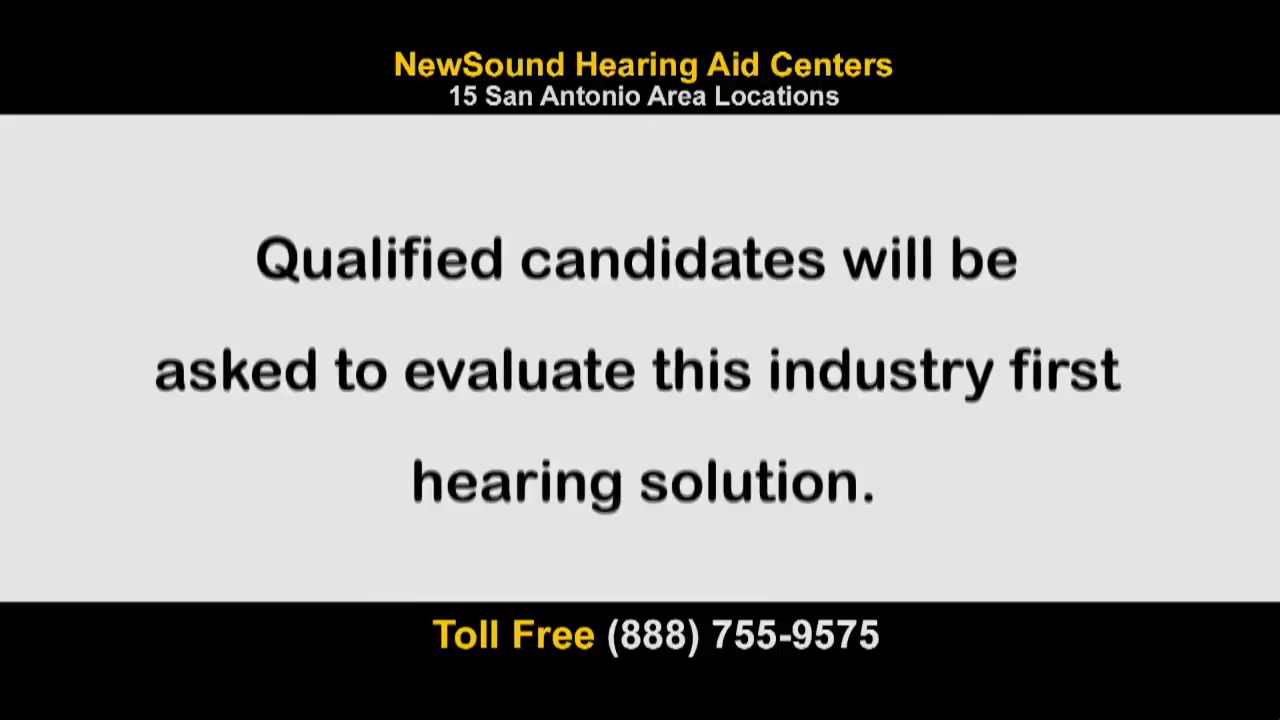 NewSound Hearing Aid Centers
15 San Antonio Area Locations
Qualified candidates will be
asked to evaluate this industry first
hearing solution.
Toll Free (888) 755-9575